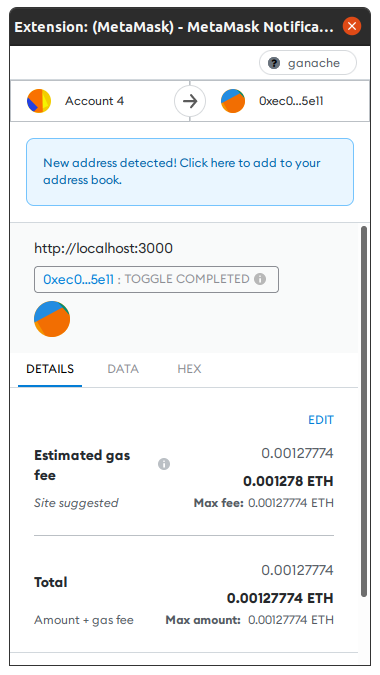 Extension: (MetaMask) - MetaMask Notifica...
ganache
Account 4
0xec0...5e11
New address detected! Click here to add to your
address book.
http://localhost:3000
0xec0...5e11 : TOGGLE COMPLETED
DETAILS DATA HEX
EDIT
Estimated gas
fee
0.00127774
0.001278 ETH
Site suggested
Max fee: 0.00127774 ETH
0.00127774
Total
0.00127774 ETH
Amount + gas fee
Max amount: 0.00127774 ETH